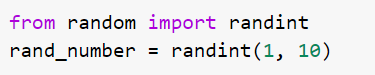 from random import randint
rand_number = randint(1, 10)